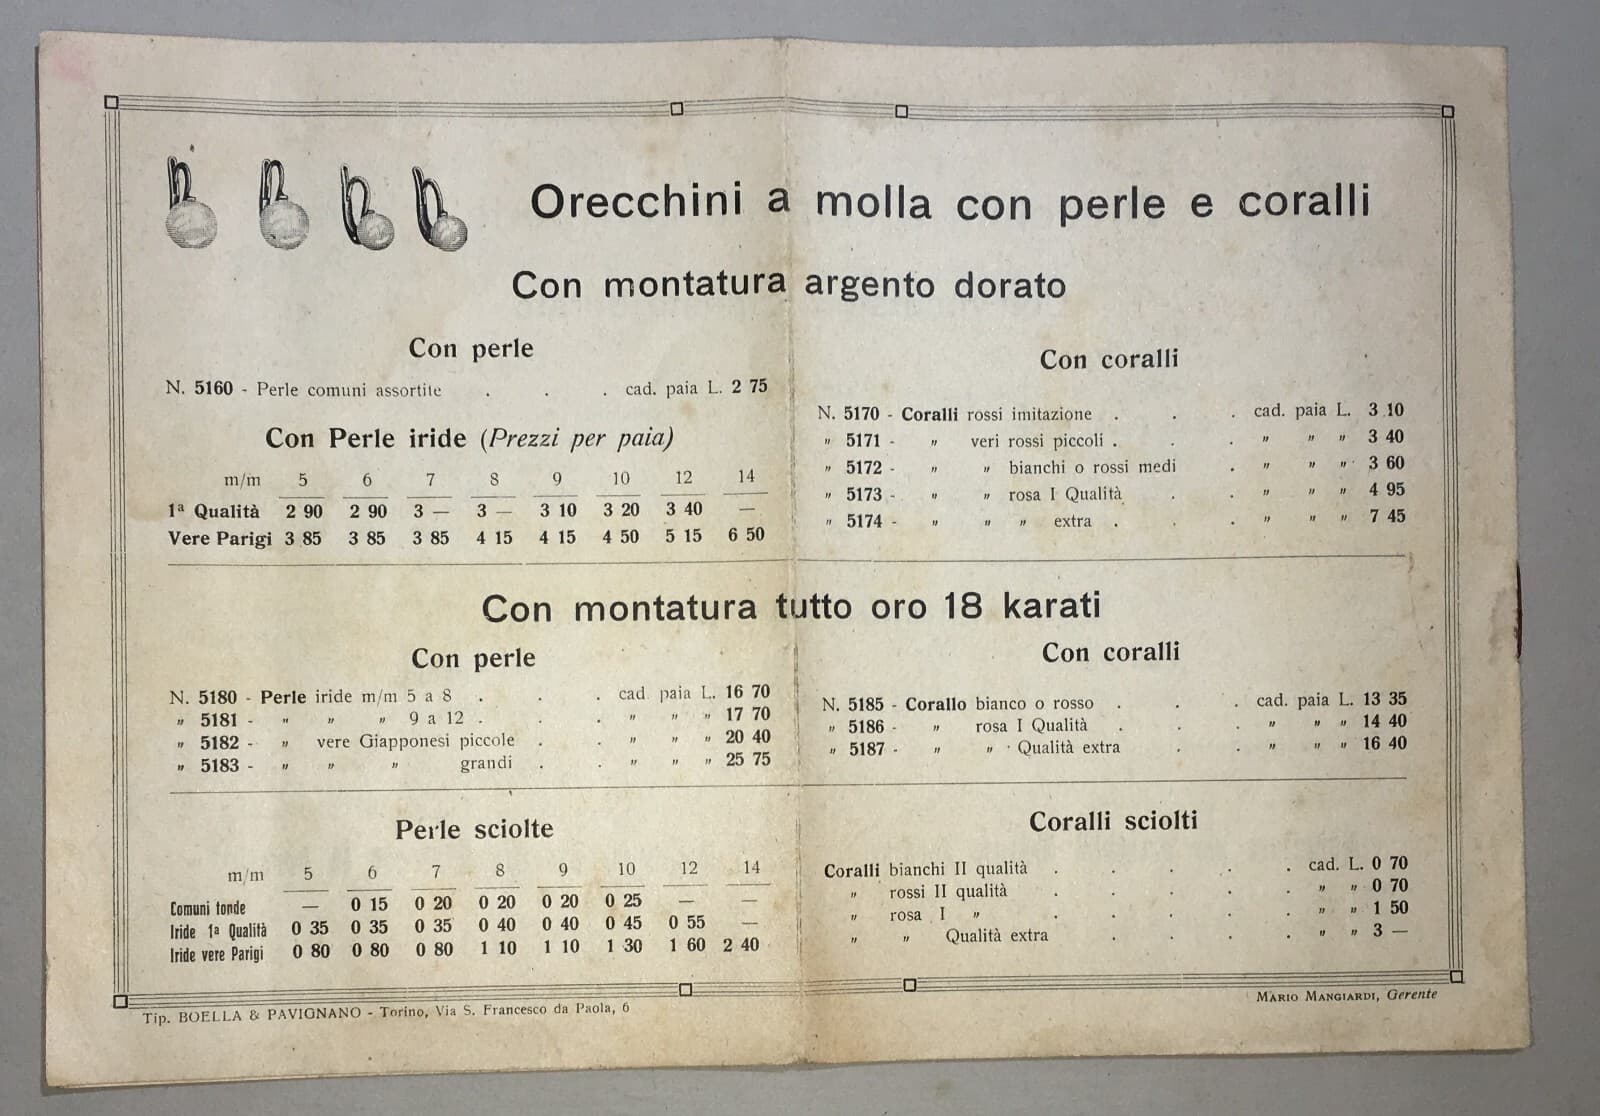 Orecchini a molla con perle e coralli
Con montatura argento dorato
Con perle
N. 5160 - Perle comuni assortite . . . cad. paia L. 2 75
Con Perle iride (Prezzi per paia)
m/m 5 6 7 8 9 10 12 14
1ª Qualità 2 90 2 90 3 — 3 — 3 10 3 20 3 40 —
Vere Parigi 3 85 3 85 3 85 4 15 4 15 4 50 5 15 6 50
Con coralli
N. 5170 - Coralli rossi imitazione . . . cad. paia L. 3 10
" 5171 - " veri rossi piccoli . . . " " " 3 40
" 5172 - " " bianchi o rossi medi . " " " 3 60
" 5173 - " " rosa I Qualità . . " " " 4 95
" 5174 - " " " extra . . . " " " 7 45
Con montatura tutto oro 18 karati
Con perle
N. 5180 - Perle iride m/m 5 a 8 . . . cad. paia L. 16 70
" 5181 - " " " 9 a 12 . . . " " " 17 70
" 5182 - " vere Giapponesi piccole . . " " " 20 40
" 5183 - " " " grandi . . " " " 25 75
Con coralli
N. 5185 - Corallo bianco o rosso . . . cad. paia L. 13 35
" 5186 - " rosa I Qualità . . . " " " 14 40
" 5187 - " " Qualità extra . . " " " 16 40
Perle sciolte
m/m 5 6 7 8 9 10 12 14
Comuni tonde — 0 15 0 20 0 20 0 20 0 25 — —
Iride 1ª Qualità 0 35 0 35 0 35 0 40 0 40 0 45 0 55 —
Iride vere Parigi 0 80 0 80 0 80 1 10 1 10 1 30 1 60 2 40
Coralli sciolti
Coralli bianchi II qualità . . . . . cad. L. 0 70
" rossi II qualità . . . . . " " 0 70
" rosa I " . . . . . " " 1 50
" " Qualità extra . . . . " " 3 —
Tip. BOELLA & PAVIGNANO - Torino, Via S. Francesco da Paola, 6
MARIO MANGIARDI, Gerente